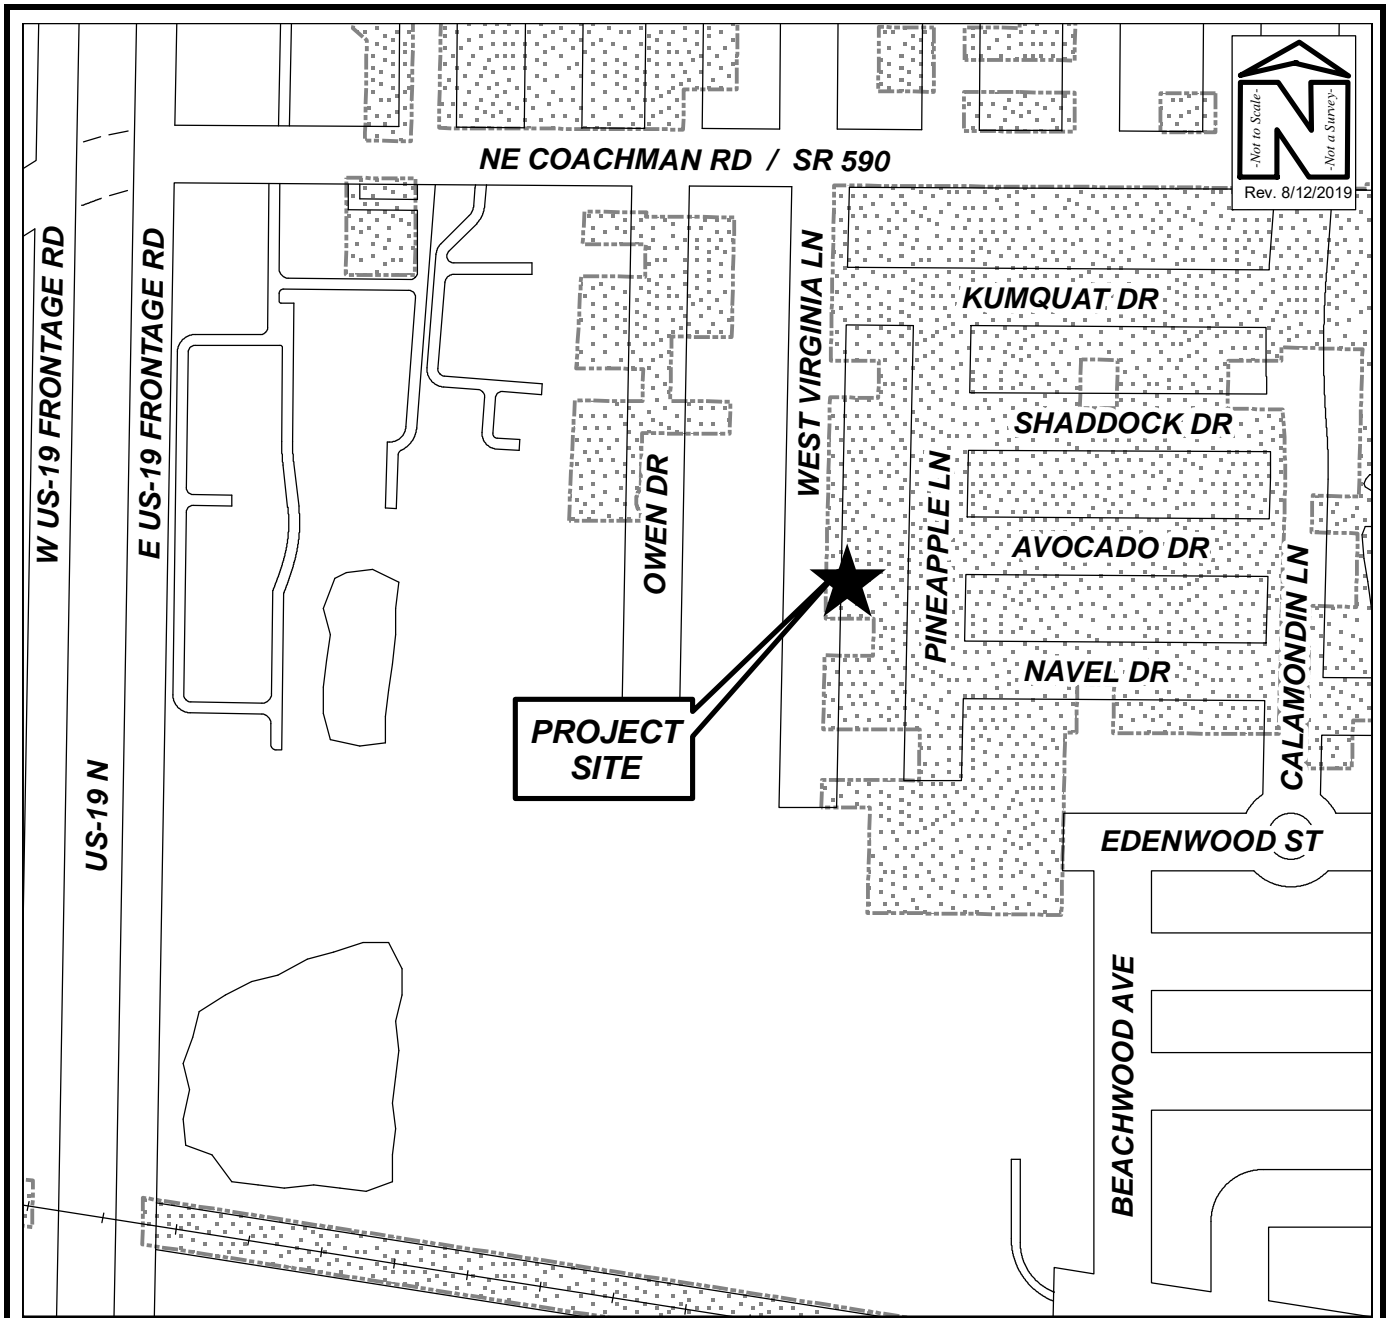 NE COACHMAN RD / SR 590
-Not to Scale-
N
-Not a Survey-
Rev. 8/12/2019
W US-19 FRONTAGE RD
E US-19 FRONTAGE RD
WEST VIRGINIA LN
KUMQUAT DR
SHADDOCK DR
OWEN DR
PINEAPPLE LN
AVOCADO DR
CALAMONDIN LN
NAVEL DR
PROJECT
SITE
US-19 N
EDENWOOD ST
BEACHWOOD AVE